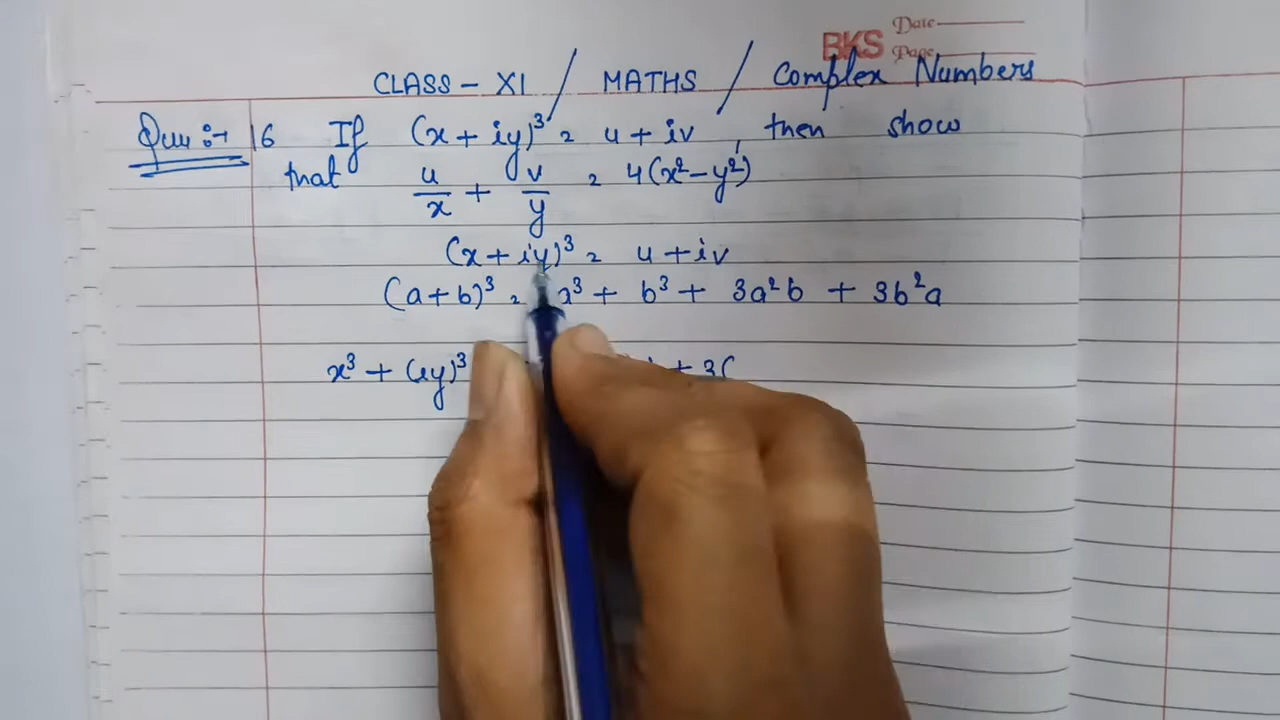 BKS Date
Page
CLASS - XI / MATHS / Complex Numbers
Que :- 16 If (x + iy)³ = u + iv, then show
that u/x + v/y = 4(x² - y²)
(x + iy)³ = u + iv
(a + b)³ = a³ + b³ + 3a²b + 3b²a
x³ + (iy)³ + 3(